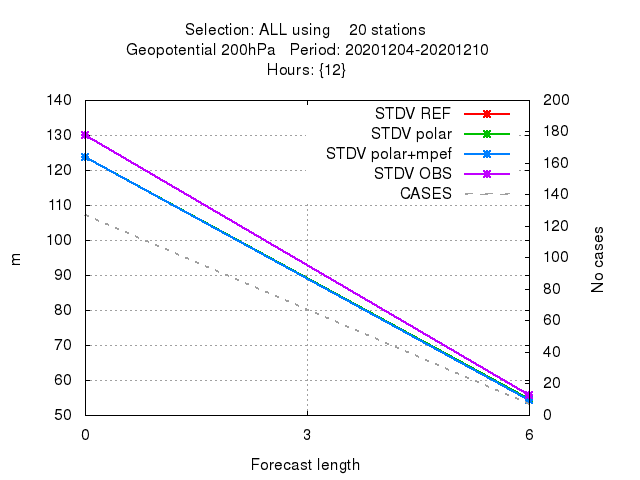 Selection: ALL using    20 stations
Geopotential 200hPa   Period: 20201204-20201210
Hours: {12}
140
130
120
110
100
90
80
70
60
50
200
180
160
140
120
100
80
60
40
20
0
STDV REF
STDV polar
STDV polar+mpef
STDV OBS
CASES
m
No cases
0
3
6
Forecast length